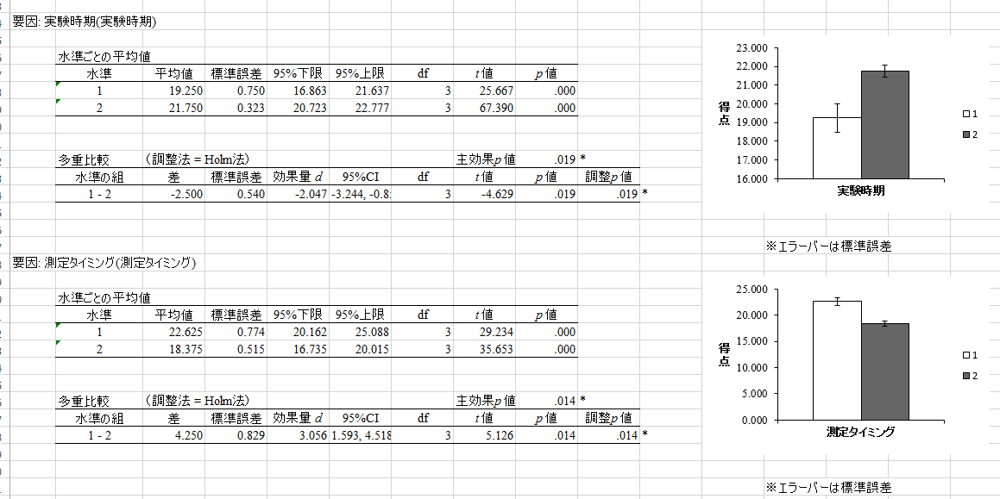 要因: 実験時期(実験時期)
水準ごとの平均値
水準 平均値 標準誤差 95%下限 95%上限 df t 値 p 値
1 19.250 0.750 16.863 21.637 3 25.667 .000
2 21.750 0.323 20.723 22.777 3 67.390 .000
多重比較 (調整法 = Holm法) 主効果p 値 .019 *
水準の組 差 標準誤差 効果量 d 95%CI df t 値 p 値 調整p 値
1 - 2 -2.500 0.540 -2.047 -3.244, -0.8 3 -4.629 .019 .019 *
23.000
22.000
21.000
20.000
19.000
18.000
17.000
16.000
得点
実験時期
1
2
※エラーバーは標準誤差
要因: 測定タイミング(測定タイミング)
水準ごとの平均値
水準 平均値 標準誤差 95%下限 95%上限 df t 値 p 値
1 22.625 0.774 20.162 25.088 3 29.234 .000
2 18.375 0.515 16.735 20.015 3 35.653 .000
多重比較 (調整法 = Holm法) 主効果p 値 .014 *
水準の組 差 標準誤差 効果量 d 95%CI df t 値 p 値 調整p 値
1 - 2 4.250 0.829 3.056 1.593, 4.518 3 5.126 .014 .014 *
25.000
20.000
15.000
10.000
5.000
0.000
得点
測定タイミング
1
2
※エラーバーは標準誤差